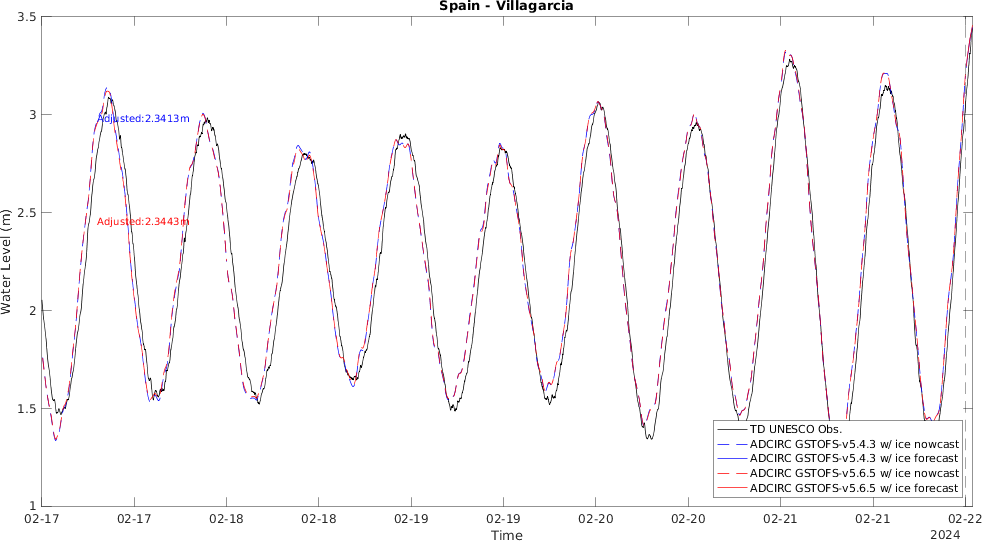 Spain - Villagarcia
3.5
3
2.5
2
1.5
1
Water Level (m)
Adjusted:2.3413m
Adjusted:2.3443m
TD UNESCO Obs.
ADCIRC GSTOFS-v5.4.3 w/ ice nowcast
ADCIRC GSTOFS-v5.4.3 w/ ice forecast
ADCIRC GSTOFS-v5.6.5 w/ ice nowcast
ADCIRC GSTOFS-v5.6.5 w/ ice forecast
02-17 02-17 02-18 02-18 02-19 02-19 02-20 02-20 02-21 02-21 02-22
Time
2024